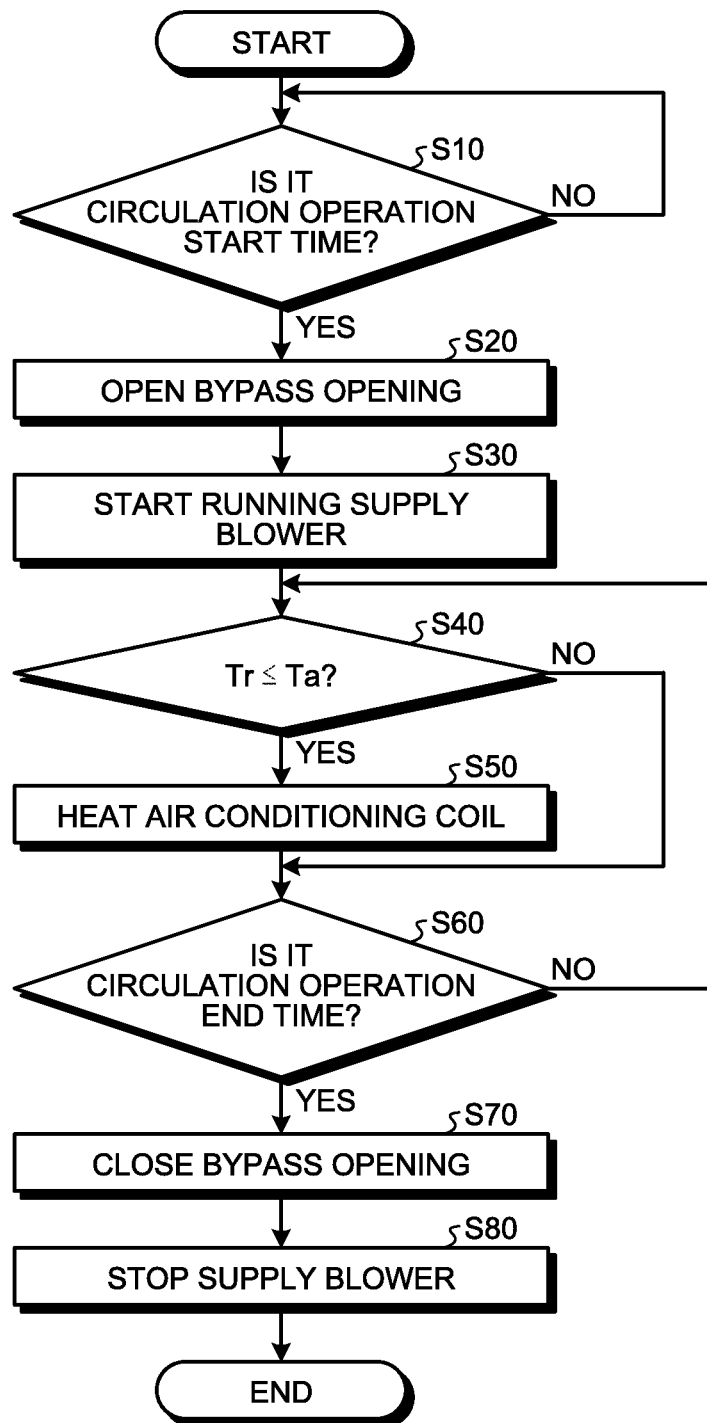 START
S10
IS IT
CIRCULATION OPERATION
START TIME?
NO
YES
S20
OPEN BYPASS OPENING
S30
START RUNNING SUPPLY
BLOWER
S40
Tr ≦ Ta?
NO
YES
S50
HEAT AIR CONDITIONING COIL
S60
IS IT
CIRCULATION OPERATION
END TIME?
NO
YES
S70
CLOSE BYPASS OPENING
S80
STOP SUPPLY BLOWER
END